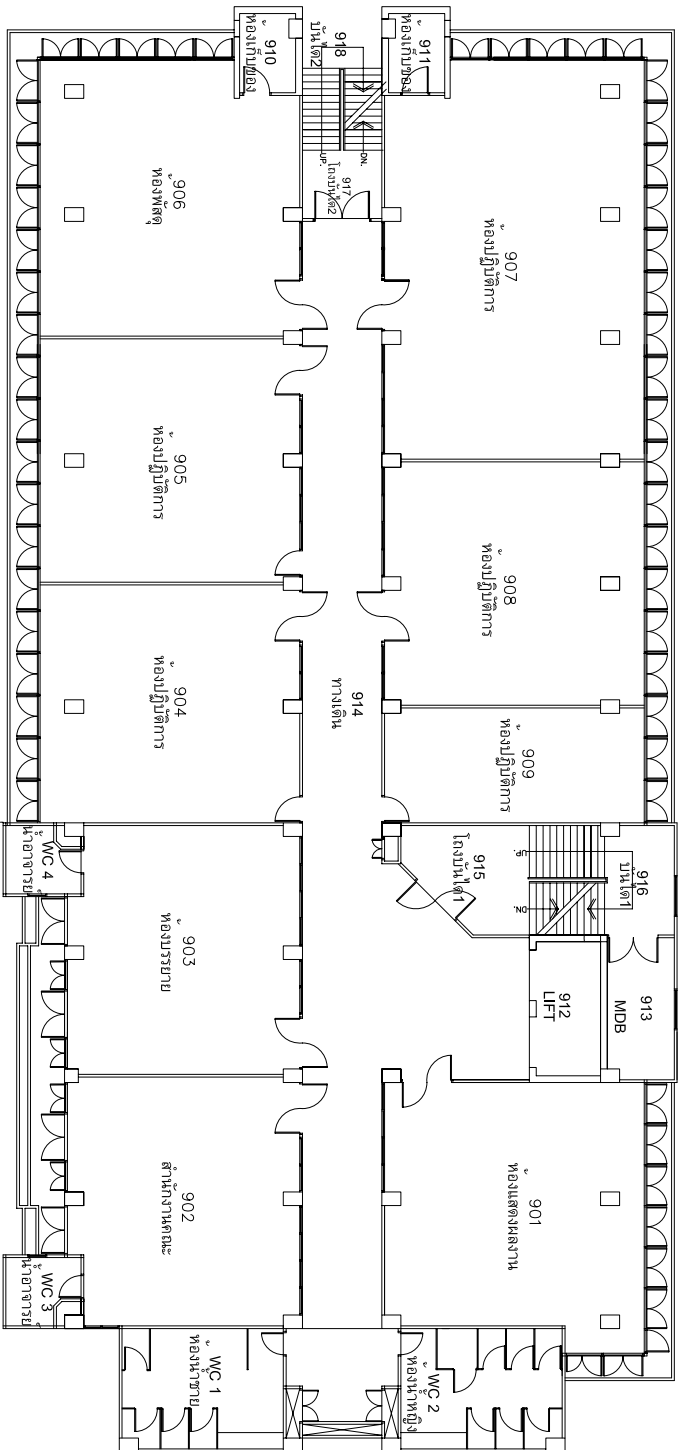 910
ห้องเก็บของ
918
บันได2
911
ห้องเก็บของ
UP.
DN.
917
โถงบันได2
906
ห้องพัสดุ
907
ห้องปฏิบัติการ
905
ห้องปฏิบัติการ
908
ห้องปฏิบัติการ
904
ห้องปฏิบัติการ
914
ทางเดิน
909
ห้องปฏิบัติการ
WC 4
น้ำอาจารย์
903
ห้องบรรยาย
915
โถงบันได1
UP.
DN.
916
บันได1
912
LIFT
913
MDB
902
สำนักงานคณะ
901
ห้องแสดงผลงาน
WC 3
น้ำอาจารย์
WC 1
ห้องน้ำชาย
WC 2
ห้องน้ำหญิง